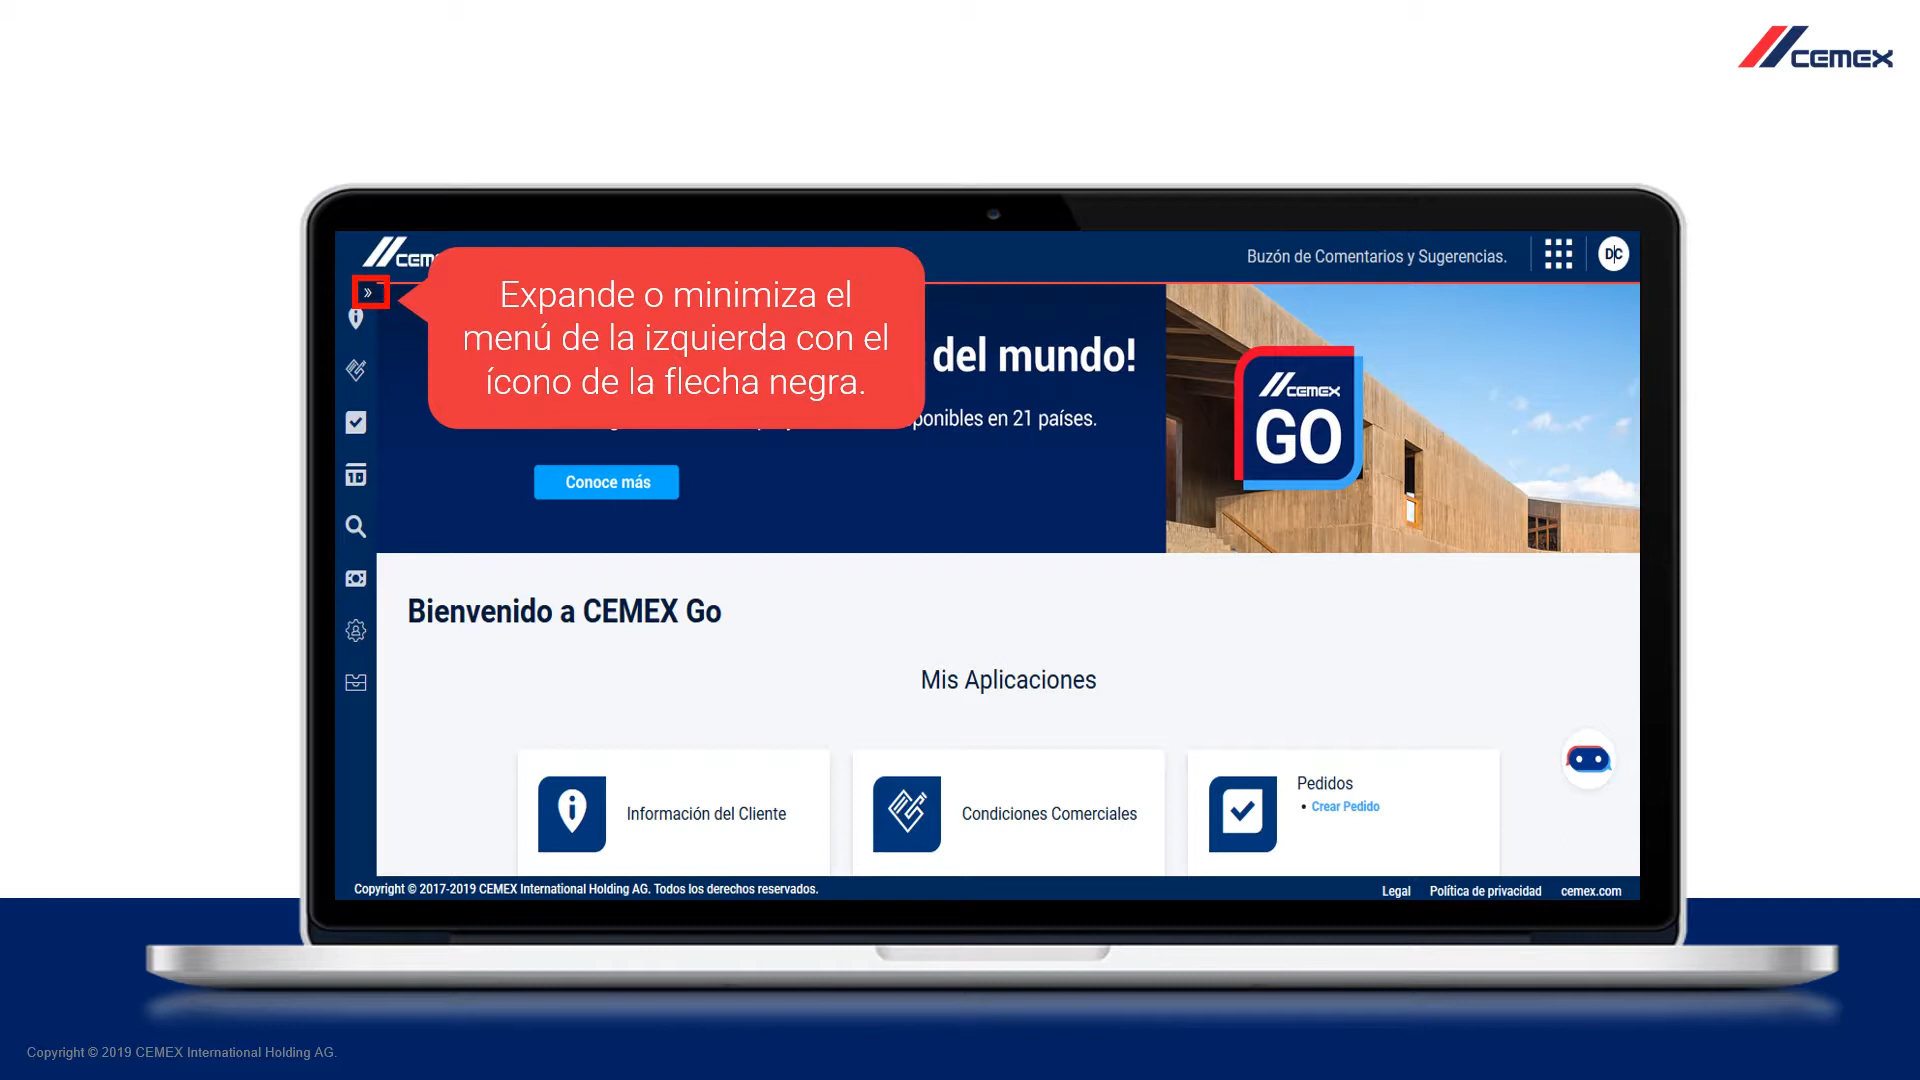 CEMEX
Buzón de Comentarios y Sugerencias.
DC
»
Expande o minimiza el
menú de la izquierda con el
ícono de la flecha negra.
del mundo!
en 21 países.
CEMEX
GO
Conoce más
10
Bienvenido a CEMEX Go
Mis Aplicaciones
Información del Cliente
Condiciones Comerciales
Pedidos
• Crear Pedido
Copyright © 2017-2019 CEMEX International Holding AG. Todos los derechos reservados.
Legal Política de privacidad cemex.com
Copyright © 2019 CEMEX International Holding AG.